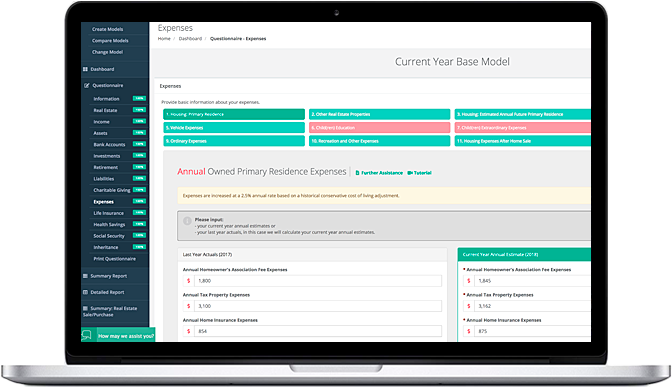 Create Models
Compare Models
Change Model
Dashboard
Questionnaire
Information 100%
Real Estate 100%
Income 100%
Assets 100%
Bank Accounts 100%
Investments 100%
Retirement 100%
Liabilities 100%
Charitable Giving 100%
Expenses 100%
Life Insurance 100%
Health Savings 100%
Social Security 100%
Inheritance 100%
Print Questionnaire
Summary Report
Detailed Report
Summary: Real Estate
Sale/Purchase
How may we assist you?
Expenses
Home / Dashboard / Questionnaire - Expenses
Current Year Base Model
Expenses
Provide basic information about your expenses.
1. Housing: Primary Residence
2. Other Real Estate Properties
3. Housing: Estimated Annual Future Primary Residence
5. Vehicle Expenses
6. Child(ren) Education
7. Child(ren) Extraordinary Expenses
9. Ordinary Expenses
10. Recreation and Other Expenses
11. Housing Expenses After Home Sale
Annual Owned Primary Residence Expenses
Further Assistance
Tutorial
Expenses are increased at a 2.5% annual rate based on a historical conservative cost of living adjustment.
Please Input:
- your current year annual estimates or
- your last year actuals, in this case we will calculate your current year annual estimates.
Last Year Actuals (2017)
Annual Homeowner's Association Fee Expenses
$ 1,800
Annual Tax Property Expenses
$ 3,100
Annual Home Insurance Expenses
$ 854
Current Year Annual Estimate (2018)
* Annual Homeowner's Association Fee Expenses
$ 1,845
* Annual Tax Property Expenses
$ 3,162
* Annual Home Insurance Expenses
$ 875